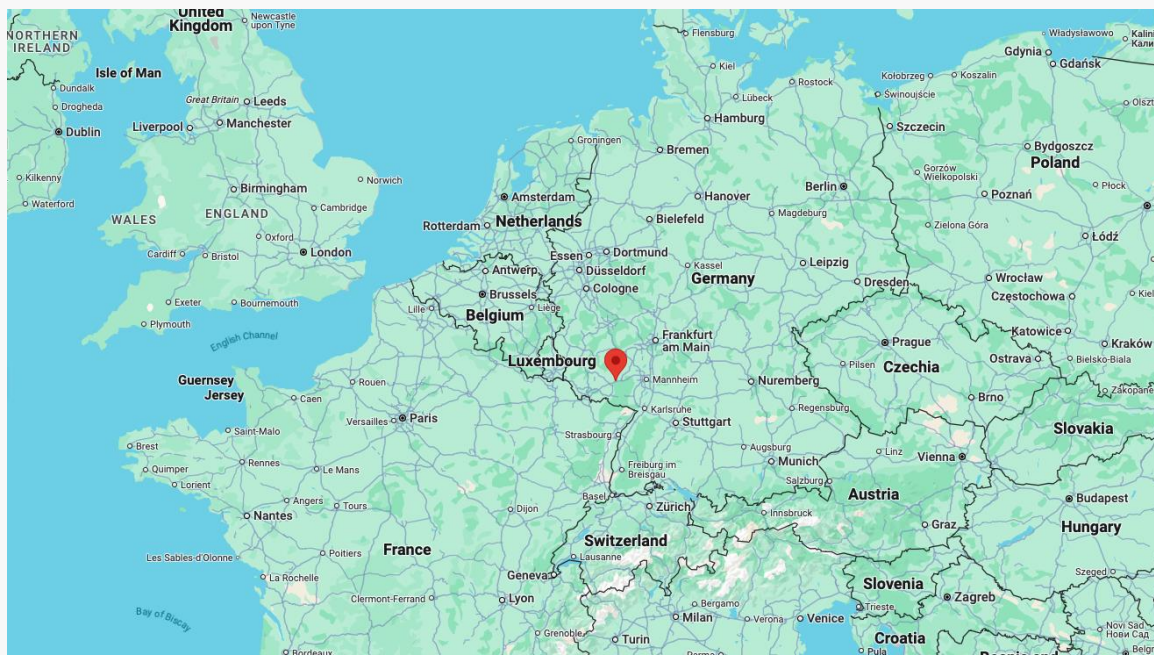 United
Kingdom
Newcastle
upon Tyne
NORTHERN
IRELAND
Isle of Man
Dundalk
Drogheda
Dublin
Kilkenny
Waterford
Great Britain
Leeds
Liverpool
Manchester
Birmingham
Norwich
WALES
ENGLAND
Cambridge
Oxford
Cardiff
Bristol
London
Exeter
Bournemouth
Plymouth
English Channel
Guernsey
Jersey
Flensburg
Kiel
Rostock
Lübeck
Hamburg
Groningen
Bremen
Amsterdam
Netherlands
Rotterdam
Hanover
Bielefeld
Berlin
Magdeburg
Essen
Dortmund
Düsseldorf
Cologne
Kassel
Germany
Leipzig
Dresden
Antwerp
Brussels
Belgium
Liège
Lille
Luxembourg
Frankfurt
am Main
Mannheim
Nuremberg
Karlsruhe
Stuttgart
Regensburg
Strasbourg
Augsburg
Munich
Freiburg im
Breisgau
Władysławowo
Gdynia
Gdańsk
Kołobrzeg
Koszalin
Świnoujście
Szczecin
Bydgoszcz
Poland
Gorzów
Wielkopolski
Poznań
Płock
Zielona Góra
Łódź
Wrocław
Częstochowa
Katowice
Kraków
Ostrava
Bielsko-Biala
Zakopane
Prague
Pilsen
Czechia
Brno
Slovakia
Linz
Vienna
Salzburg
Austria
Innsbruck
Graz
Budapest
Hungary
Szeged
Rouen
Caen
Paris
Versailles
Saint-Malo
Brest
Quimper
Lorient
Rennes
Le Mans
Angers
Tours
Nantes
Les Sables-d'Olonne
Poitiers
France
La Rochelle
Bay of Biscay
Clermont-Ferrand
Lyon
Bordeaux
Grenoble
Dijon
Basel
Zürich
Switzerland
Lausanne
Geneva
Bergamo
Milan
Verona
Venice
Turin
Parma
Slovenia
Trieste
Zagreb
Croatia
Pula
Novi Sad
Нови Сад